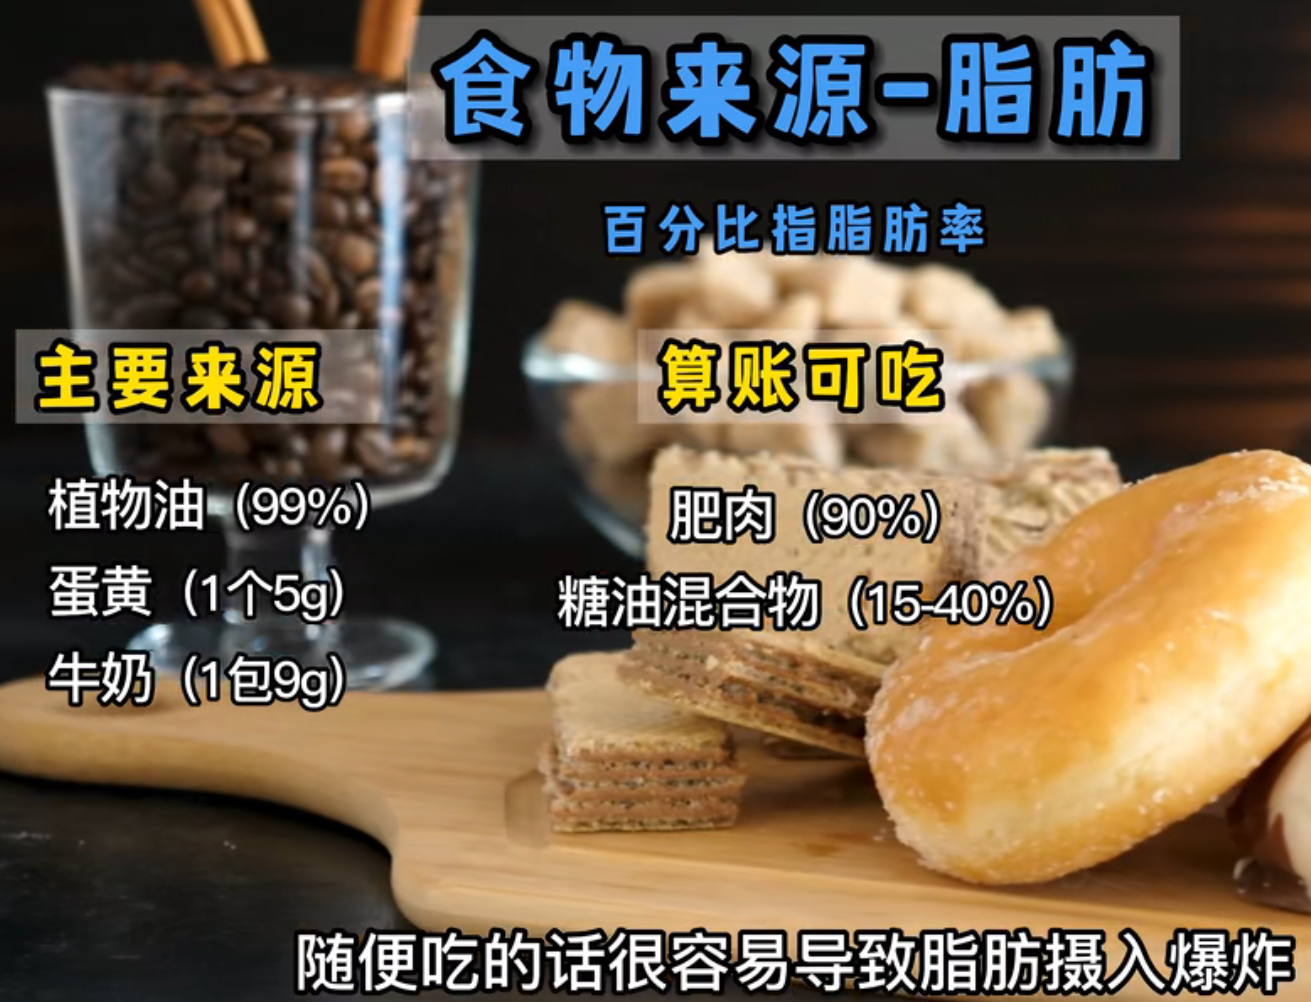 食物来源-脂肪
百分比指脂肪率
主要来源
植物油（99%）
蛋黄（1个5g）
牛奶（1包9g）
算账可吃
肥肉（90%）
糖油混合物（15-40%）
随便吃的话很容易导致脂肪摄入爆炸